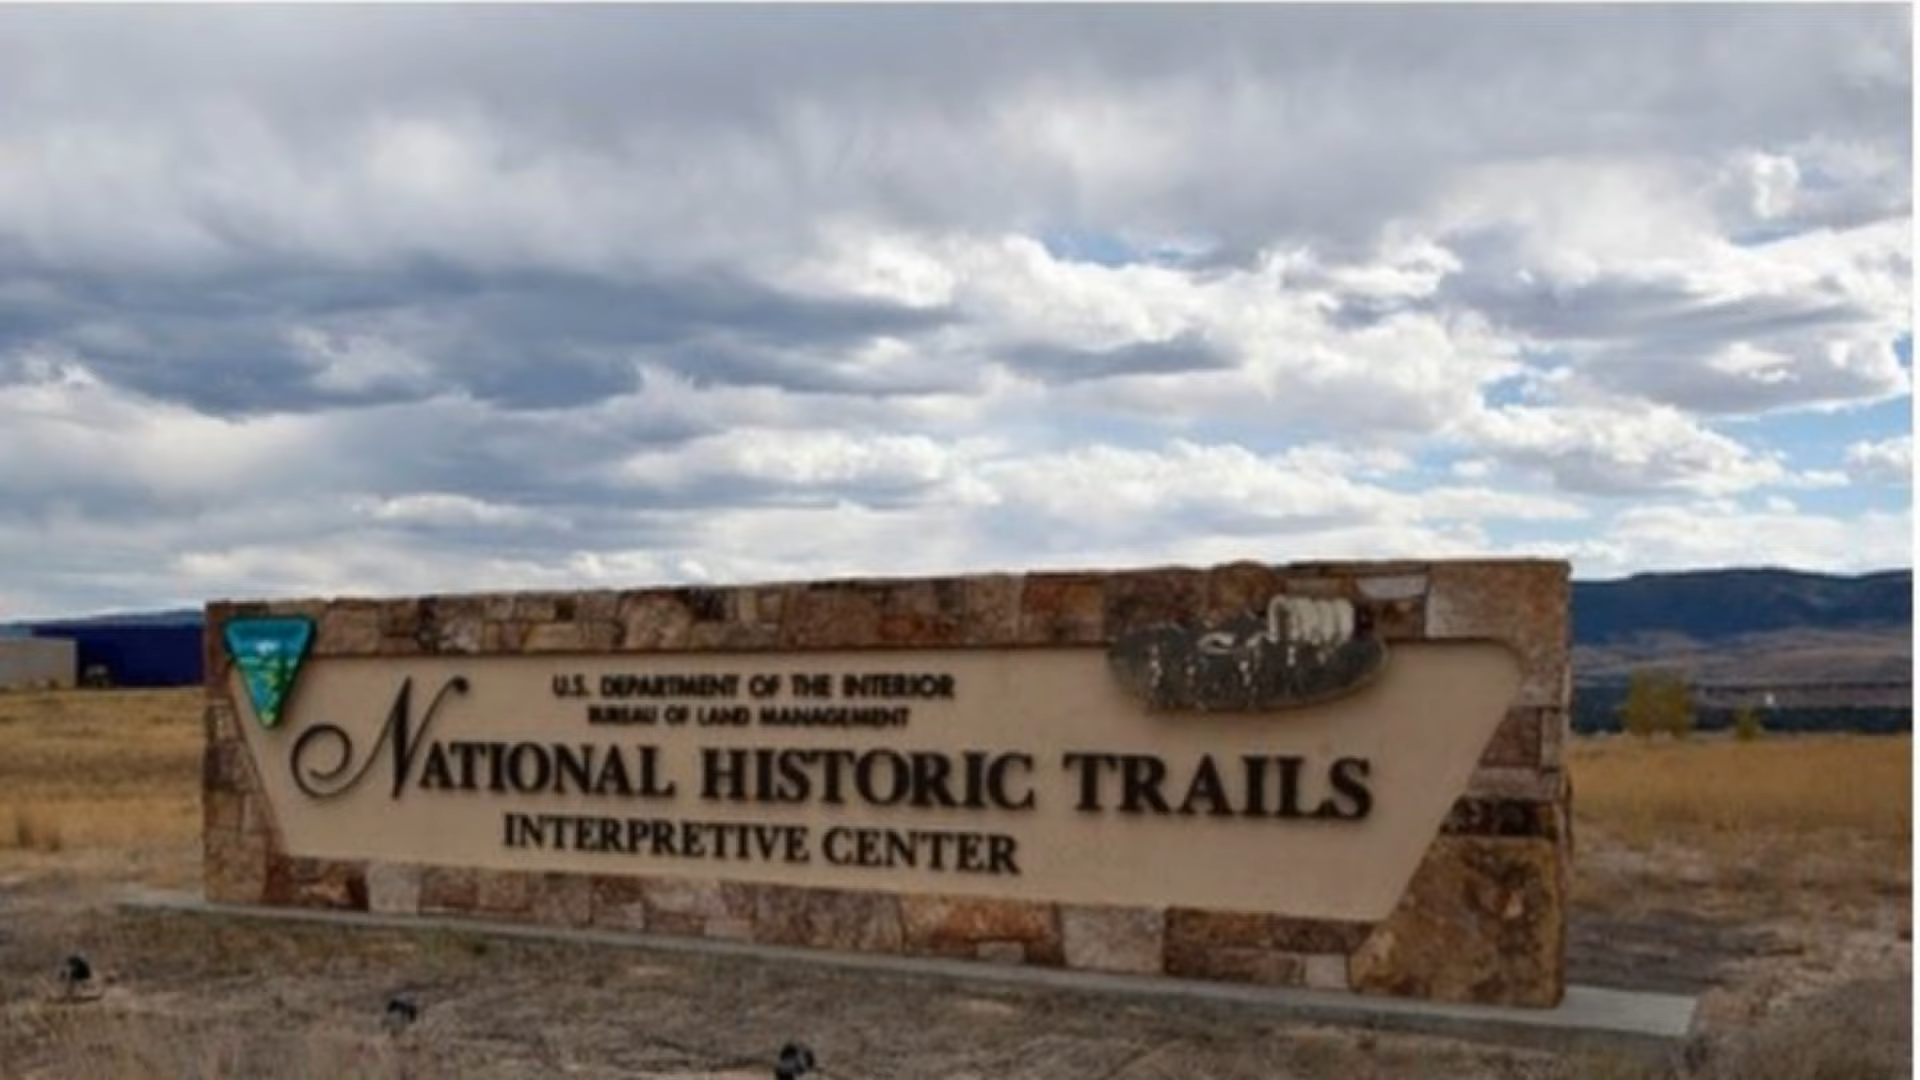 U.S. DEPARTMENT OF THE INTERIOR
BUREAU OF LAND MANAGEMENT
NATIONAL HISTORIC TRAILS
INTERPRETIVE CENTER